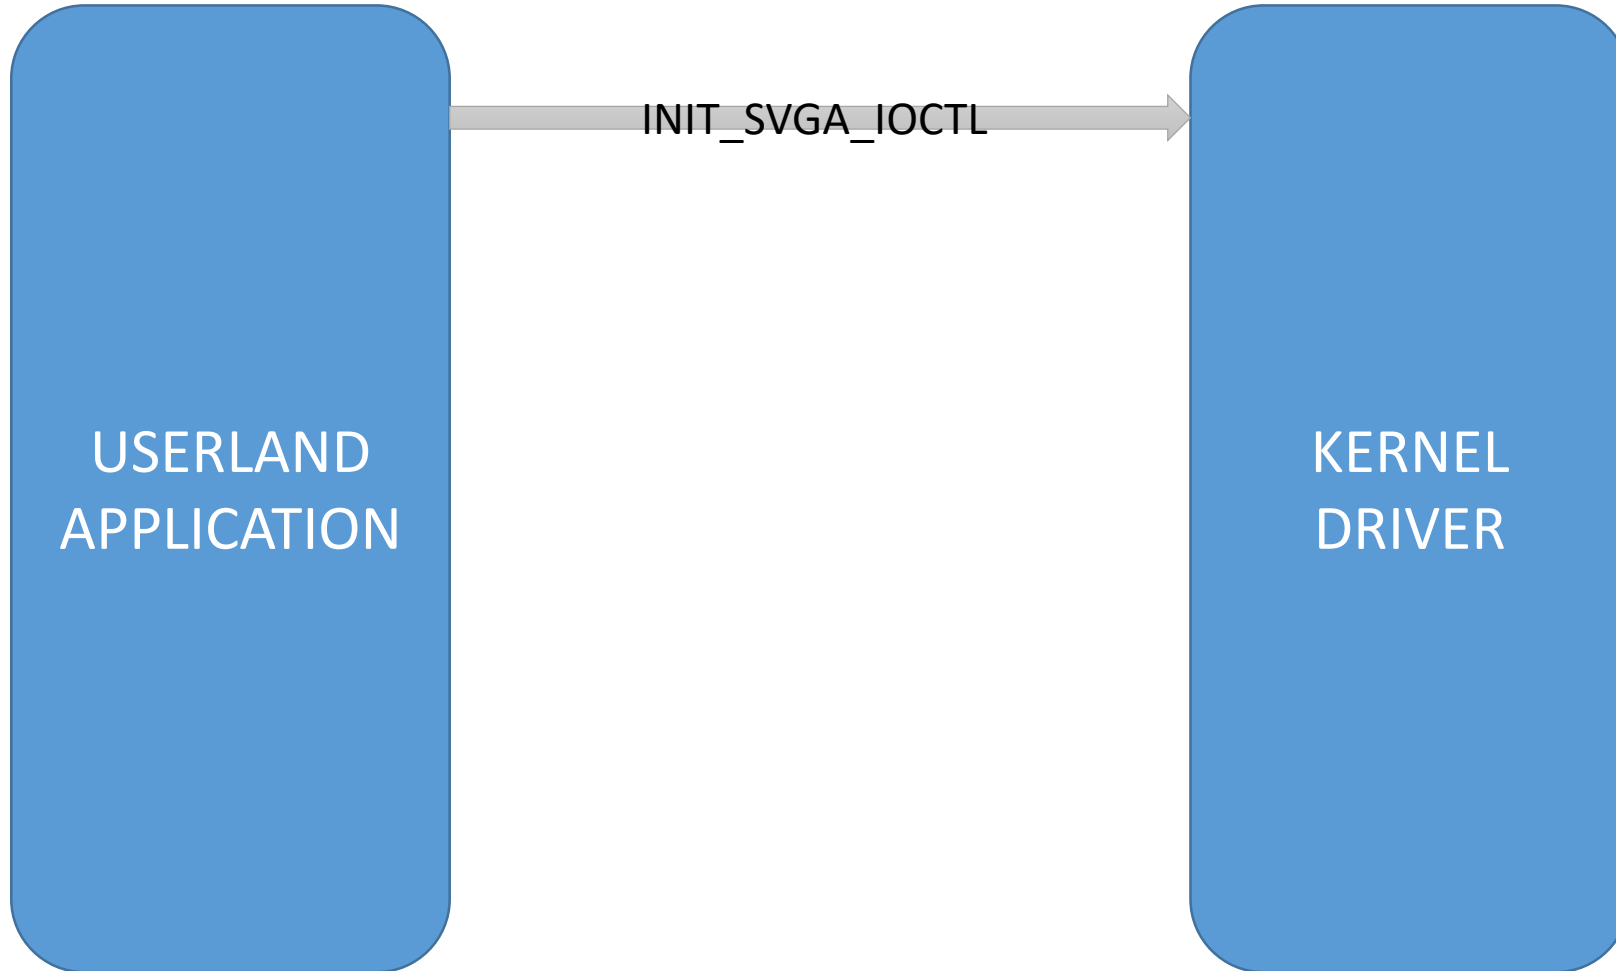 INIT_SVGA_IOCTL
USERLAND
APPLICATION
KERNEL
DRIVER